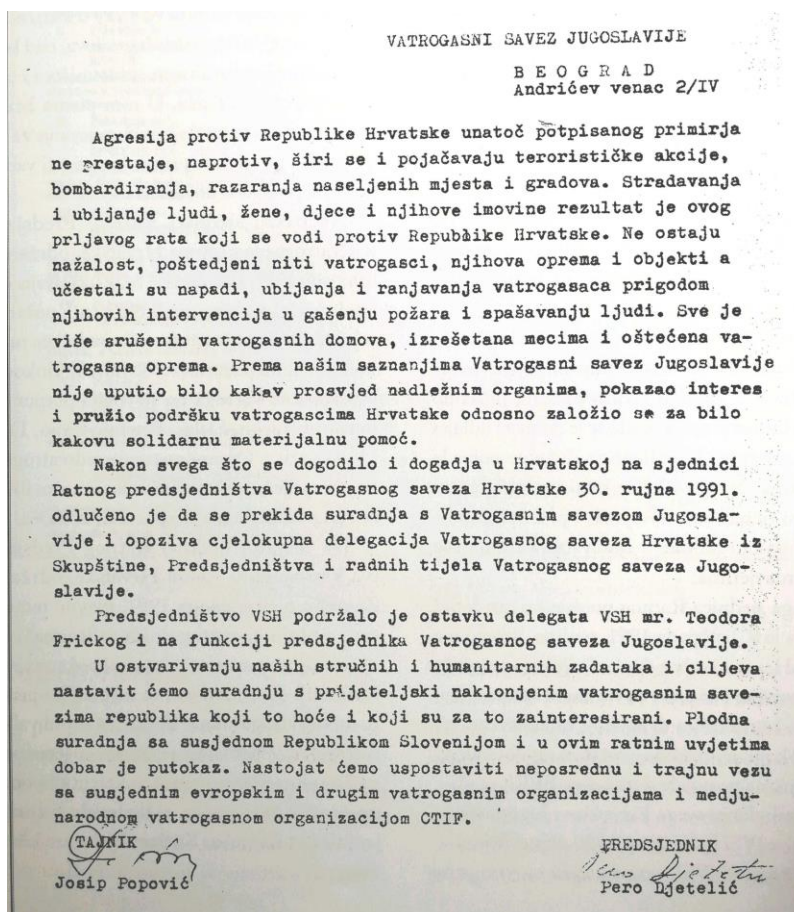 VATROGASNI SAVEZ JUGOSLAVIJE
B E O G R A D
Andrićev venac 2/IV
Agresija protiv Republike Hrvatske unatoč potpisanog primirja
ne prestaje, naprotiv, širi se i pojačavaju terorističke akcije,
bombardiranja, razaranja naseljenih mjesta i gradova. Stradavanja
i ubijanje ljudi, žene, djece i njihove imovine rezultat je ovog
prljavog rata koji se vodi protiv Republike Hrvatske. Ne ostaju
nažalost, poštedjeni niti vatrogasci, njihova oprema i objekti a
učestali su napadi, ubijanja i ranjavanja vatrogasaca prigodom
njihovih intervencija u gašenju požara i spašavanju ljudi. Sve je
više srušenih vatrogasnih domova, izrešetana mecima i oštećena va-
trogasna oprema. Prema našim saznanjima Vatrogasni savez Jugoslavije
nije uputio bilo kakav prosvjed nadležnim organima, pokazao interes
i pružio podršku vatrogascima Hrvatske odnosno založio se za bilo
kakovu solidarnu materijalnu pomoć.
Nakon svega što se dogodilo i dogadja u Hrvatskoj na sjednici
Ratnog predsjedništva Vatrogasnog saveza Hrvatske 30. rujna 1991.
odlučeno je da se prekida suradnja s Vatrogasnim savezom Jugosla-
vije i opoziva cjelokupna delegacija Vatrogasnog saveza Hrvatske iz
Skupštine, Predsjedništva i radnih tijela Vatrogasnog saveza Jugo-
slavije.
Predsjedništvo VSH podržalo je ostavku delegata VSH mr. Teodora
Frickog i na funkciji predsjednika Vatrogasnog saveza Jugoslavije.
U ostvarivanju naših stručnih i humanitarnih zadataka i ciljeva
nastavit ćemo suradnju s prijateljski naklonjenim vatrogasnim save-
zima republika koji to hoće i koji su za to zainteresirani. Plodna
suradnja sa susjednom Republikom Slovenijom i u ovim ratnim uvjetima
dobar je putokaz. Nastojat ćemo uspostaviti neposrednu i trajnu vezu
sa susjednim evropskim i drugim vatrogasnim organizacijama i medju-
narodnom vatrogasnom organizacijom CTIF.
TAJNIK
Josip Popović
PREDSJEDNIK
Pero Djetelić